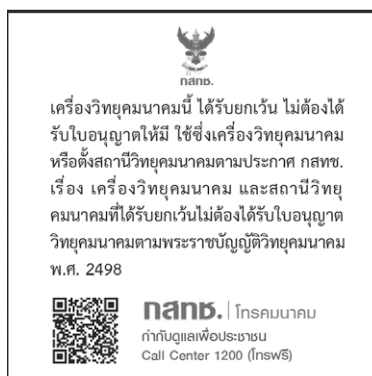 กสทช.
เครื่องวิทยุคมนาคมนี้ ได้รับยกเว้น ไม่ต้องได้
รับใบอนุญาตให้มี ใช้ซึ่งเครื่องวิทยุคมนาคม
หรือตั้งสถานีวิทยุคมนาคมตามประกาศ กสทช.
เรื่อง เครื่องวิทยุคมนาคม และสถานีวิทยุ
คมนาคมที่ได้รับยกเว้นไม่ต้องได้รับใบอนุญาต
วิทยุคมนาคมตามพระราชบัญญัติวิทยุคมนาคม
พ.ศ. 2498
กสทช. | โทรคมนาคม
กำกับดูแลเพื่อประชาชน
Call Center 1200 (โทรฟรี)